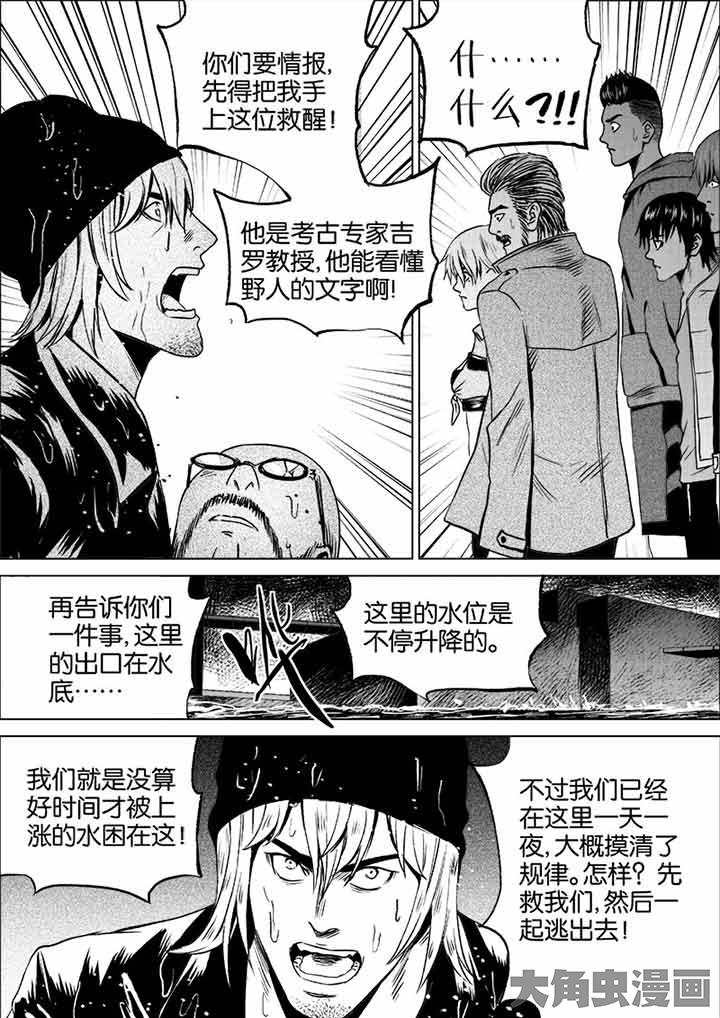 你们要情报,
先得把我手
上这位救醒!
他是考古专家吉
罗教授,他能看懂
野人的文字啊!
什……
什么?!!!
再告诉你们
一件事,这里
的出口在水
底……
这里的水位是
不停升降的。
我们就是没算
好时间才被上
涨的水困在这!
不过我们已经
在这里一天一
夜,大概摸清了
规律。怎样?先
救我们,然后一
起逃出去!
大角虫漫画